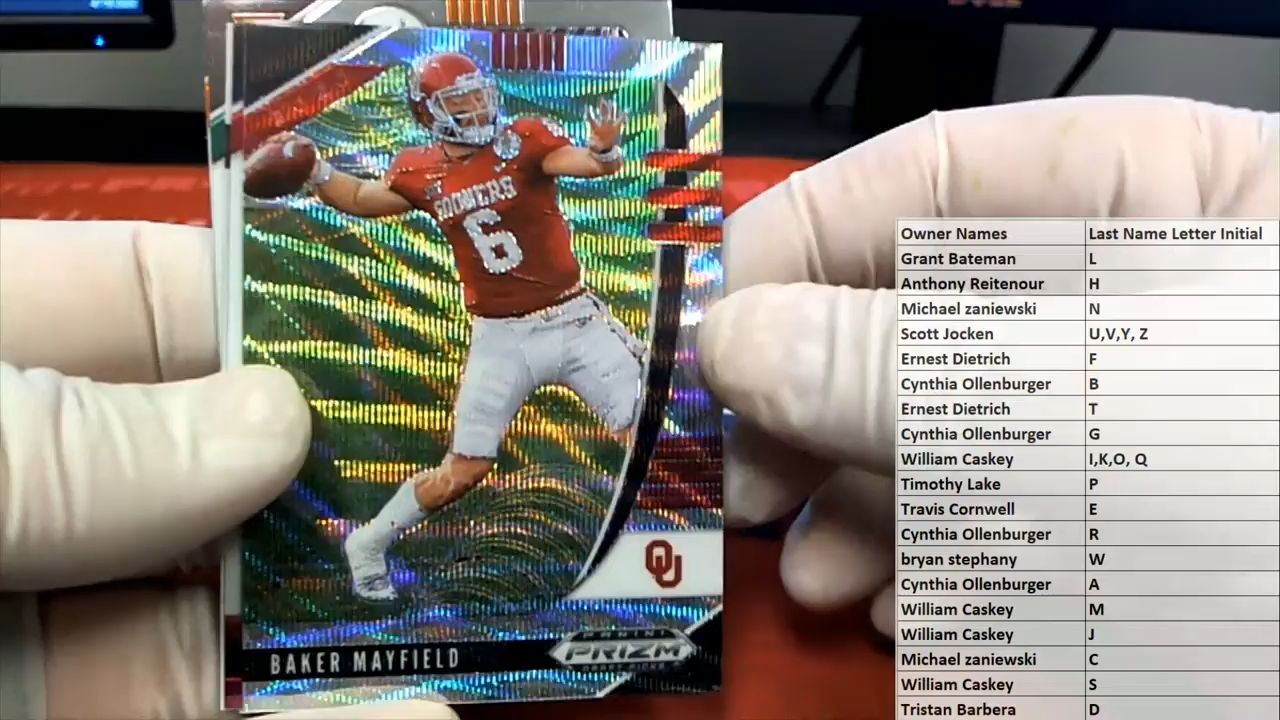 SOONERS
6
OU
BAKER MAYFIELD
PANINI
PRIZM
DRAFT PICKS
Owner Names Last Name Letter Initial
Grant Bateman L
Anthony Reitenour H
Michael zaniewski N
Scott Jocken U,V,Y, Z
Ernest Dietrich F
Cynthia Ollenburger B
Ernest Dietrich T
Cynthia Ollenburger G
William Caskey I,K,O, Q
Timothy Lake P
Travis Cornwell E
Cynthia Ollenburger R
bryan stephany W
Cynthia Ollenburger A
William Caskey M
William Caskey J
Michael zaniewski C
William Caskey S
Tristan Barbera D